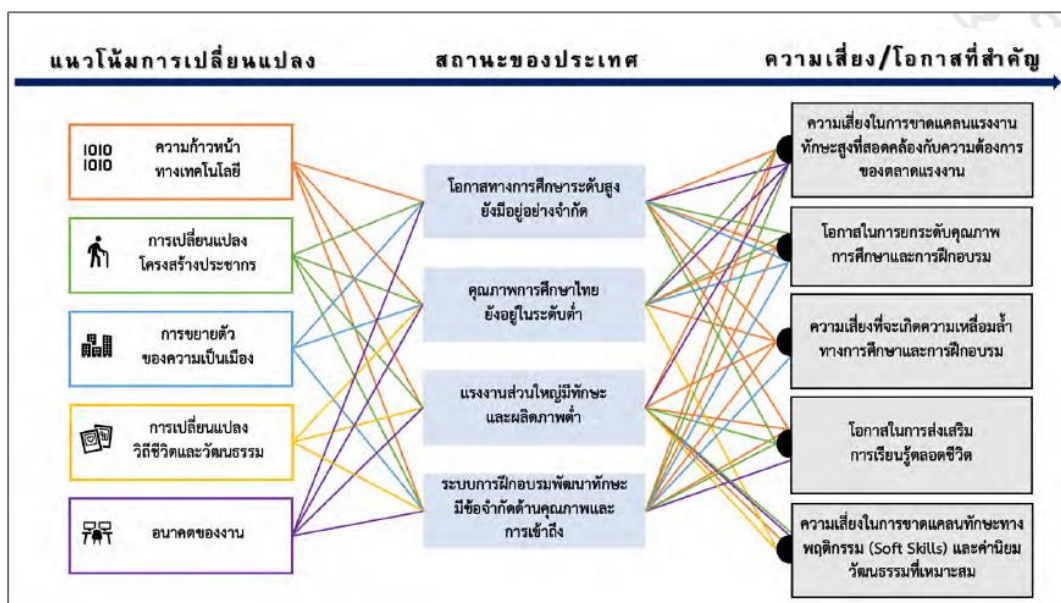 แนวโน้มการเปลี่ยนแปลง
สถานะของประเทศ
ความเสี่ยง/โอกาสที่สำคัญ
1010
1010
ความก้าวหน้า
ทางเทคโนโลยี
การเปลี่ยนแปลง
โครงสร้างประชากร
การขยายตัว
ของความเป็นเมือง
การเปลี่ยนแปลง
วิถีชีวิตและวัฒนธรรม
อนาคตของงาน
โอกาสทางการศึกษาระดับสูง
ยังมีอยู่อย่างจำกัด
คุณภาพการศึกษาไทย
ยังอยู่ในระดับต่ำ
แรงงานส่วนใหญ่มีทักษะ
และผลิตภาพต่ำ
ระบบการฝึกอบรมพัฒนาทักษะ
มีข้อจำกัดด้านคุณภาพและ
การเข้าถึง
ความเสี่ยงในการขาดแคลนแรงงาน
ทักษะสูงที่สอดคล้องกับความต้องการ
ของตลาดแรงงาน
โอกาสในการยกระดับคุณภาพ
การศึกษาและการฝึกอบรม
ความเสี่ยงที่จะเกิดความเหลื่อมล้ำ
ทางการศึกษาและการฝึกอบรม
โอกาสในการส่งเสริม
การเรียนรู้ตลอดชีวิต
ความเสี่ยงในการขาดแคลนทักษะทาง
พฤติกรรม (Soft Skills) และค่านิยม
วัฒนธรรมที่เหมาะสม